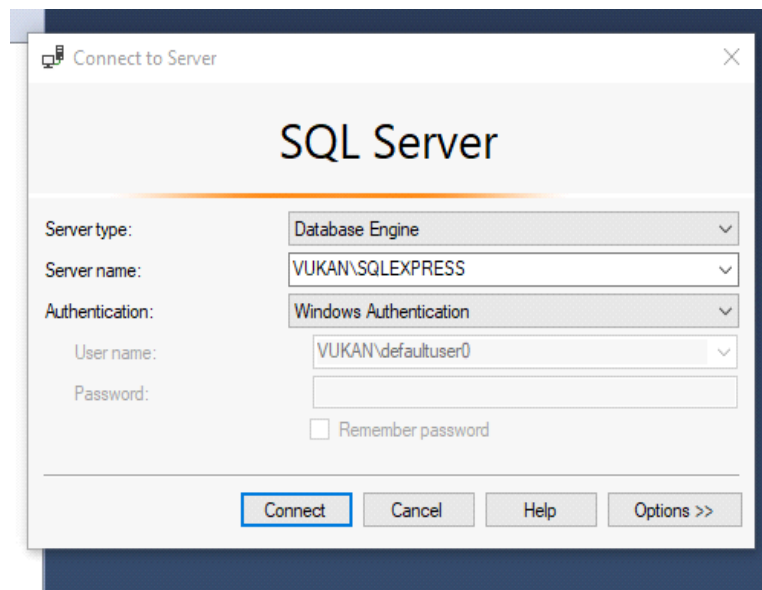 Connect to Server
SQL Server
Server type: Database Engine
Server name: VUKAN\SQLEXPRESS
Authentication: Windows Authentication
User name: VUKAN\defaultuser0
Password:
Remember password
Connect Cancel Help Options >>